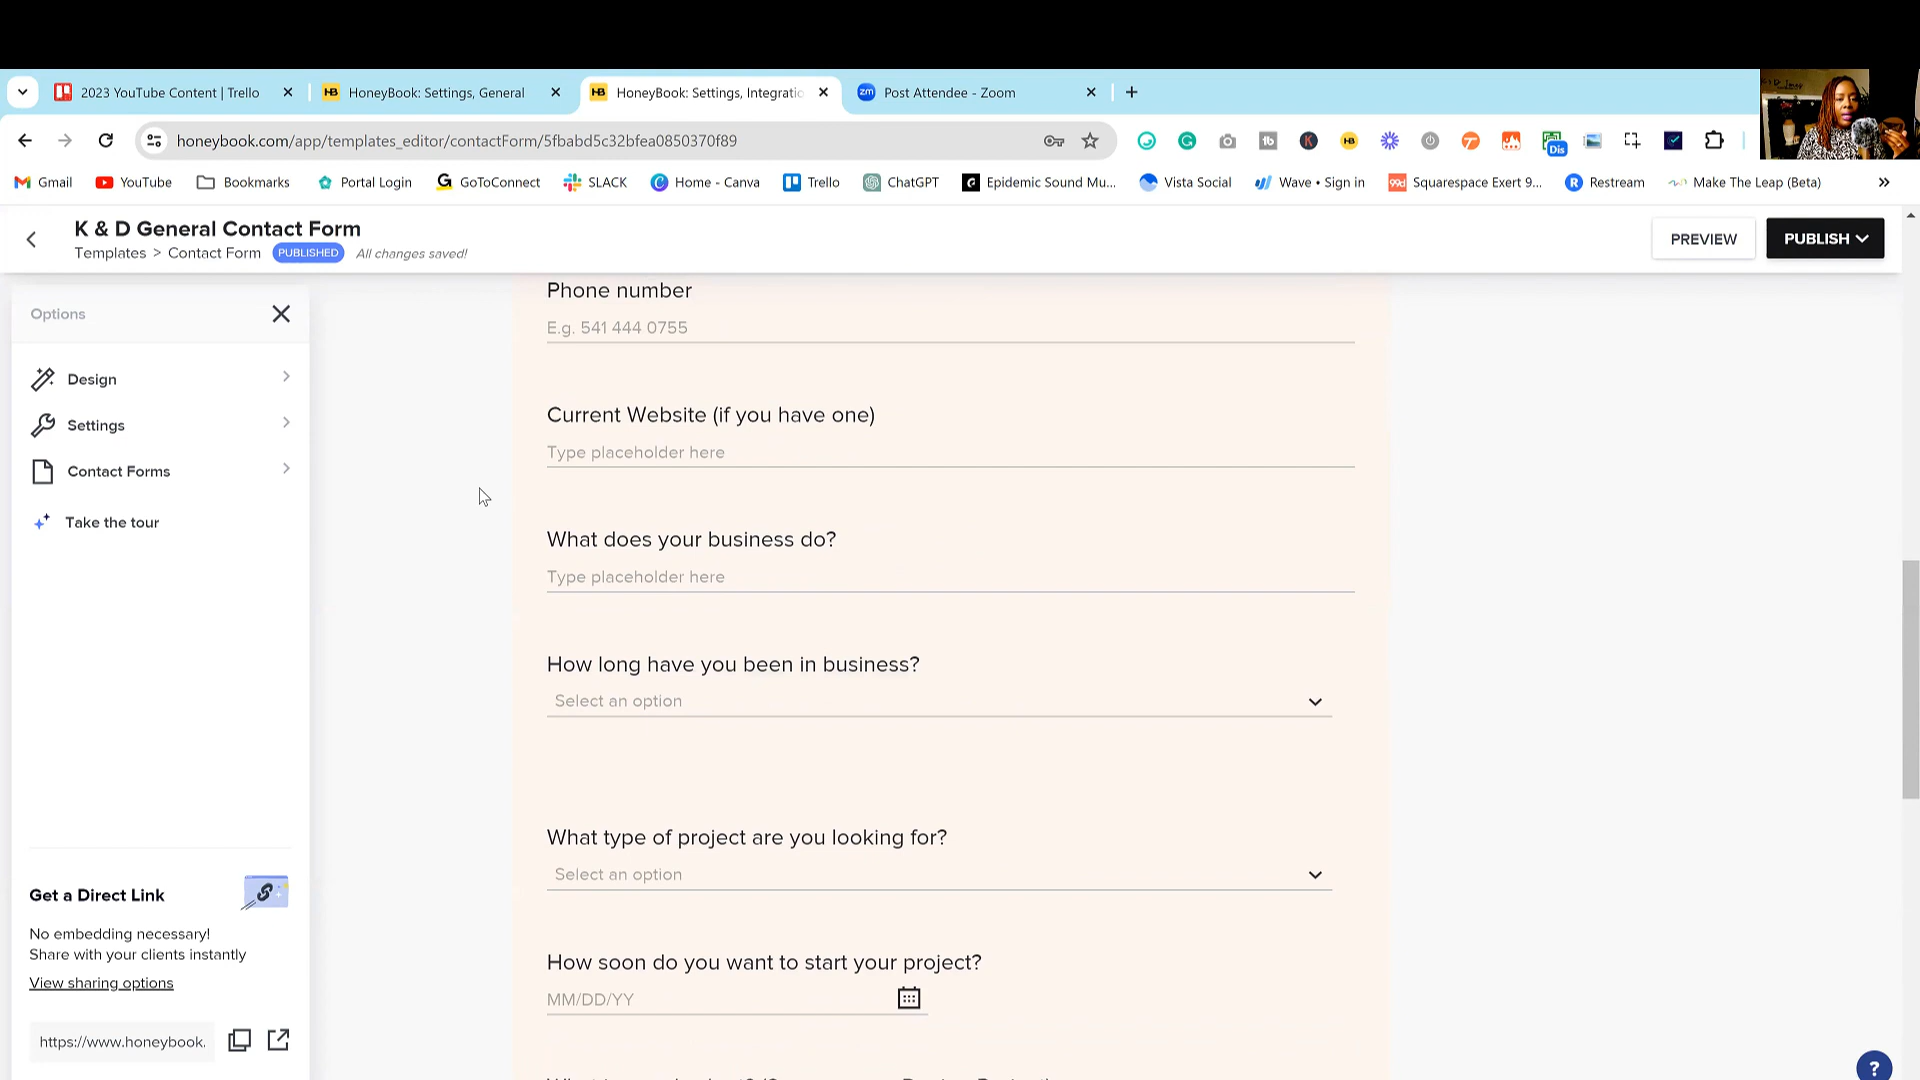 2023 YouTube Content | Trello
HB HoneyBook: Settings, General
HB HoneyBook: Settings, Integratio
zm Post Attendee - Zoom
honeybook.com/app/templates_editor/contactForm/5fbabd5c32bfea0850370f89
Gmail
YouTube
Bookmarks
Portal Login
GoToConnect
SLACK
Home - Canva
Trello
ChatGPT
Epidemic Sound Mu...
Vista Social
Wave • Sign in
Squarespace Exert 9...
Restream
Make The Leap (Beta)
K & D General Contact Form
Templates > Contact Form PUBLISHED All changes saved!
PREVIEW
PUBLISH
Options
Design
Settings
Contact Forms
Take the tour
Get a Direct Link
No embedding necessary!
Share with your clients instantly
View sharing options
https://www.honeybook.
Phone number
E.g. 541 444 0755
Current Website (if you have one)
Type placeholder here
What does your business do?
Type placeholder here
How long have you been in business?
Select an option
What type of project are you looking for?
Select an option
How soon do you want to start your project?
MM/DD/YY
?